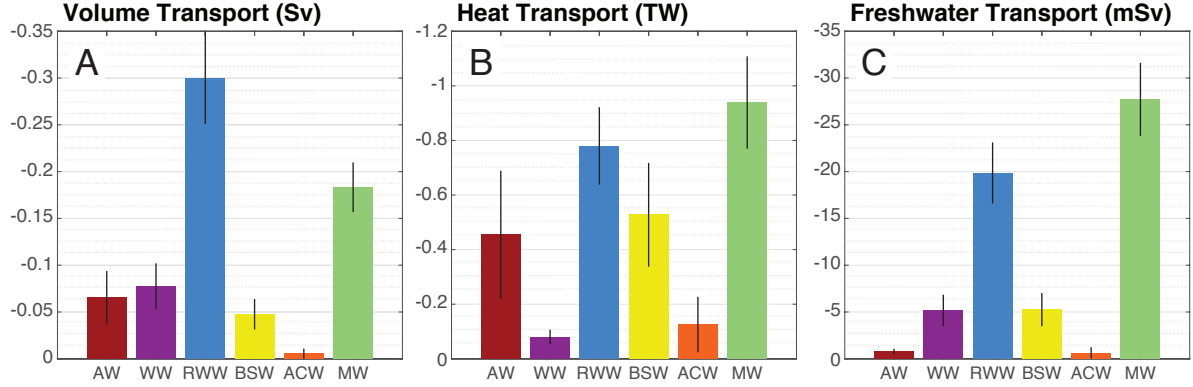 Volume Transport (Sv)
A
-0.35
-0.3
-0.25
-0.2
-0.15
-0.1
-0.05
0
AW WW RWW BSW ACW MW
Heat Transport (TW)
B
-1.2
-1
-0.8
-0.6
-0.4
-0.2
0
AW WW RWW BSW ACW MW
Freshwater Transport (mSv)
C
-35
-30
-25
-20
-15
-10
-5
0
AW WW RWW BSW ACW MW